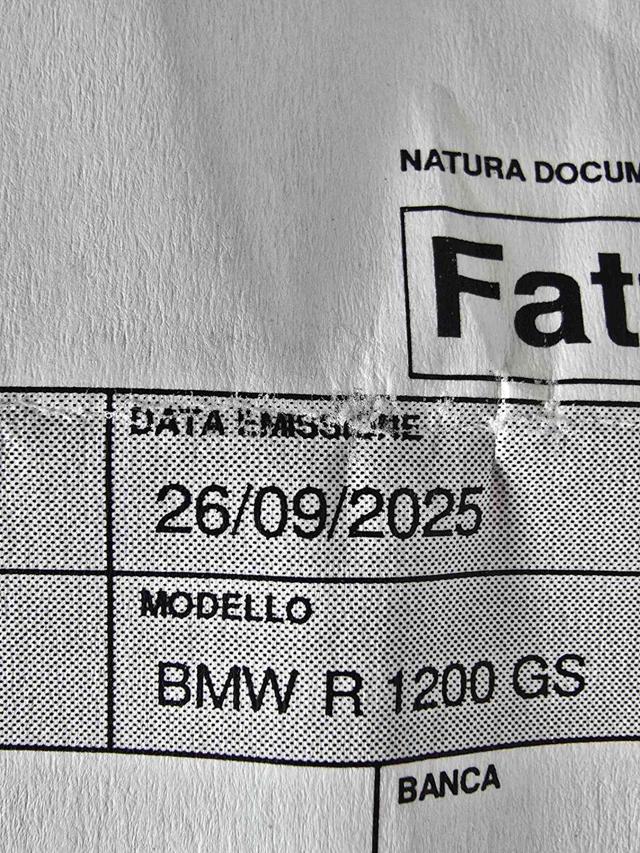 NATURA DOCUM
Fat
DATA EMISSIONE
26/09/2025
MODELLO
BMW R 1200 GS
BANCA